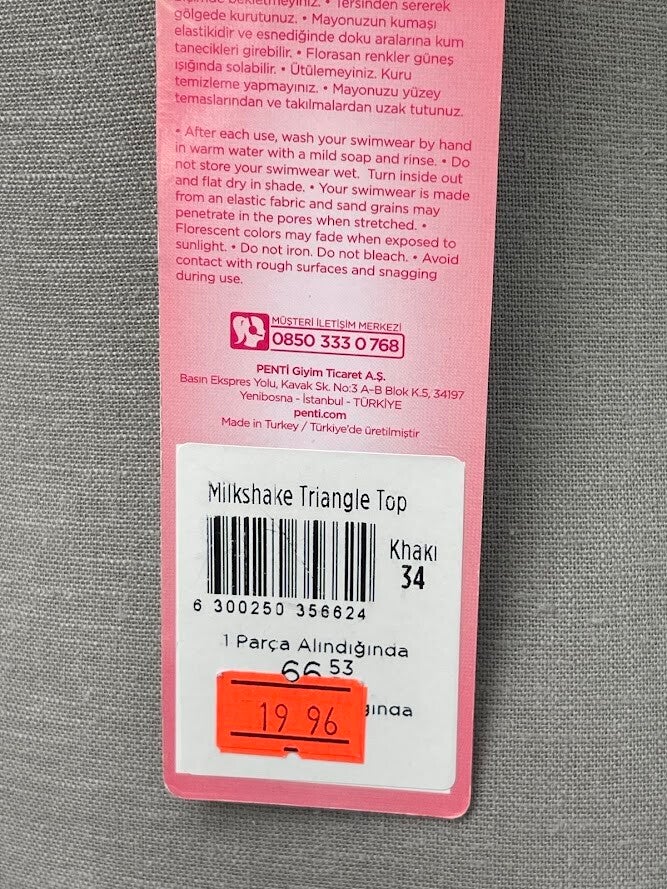 bekletmeyiniz. • Tersinden sererek
gölgede kurutunuz. • Mayonuzun kumaşı
elastikidir ve esnediğinde doku aralarına kum
tanecikleri girebilir. • Florasan renkler güneş
ışığında solabilir. • Ütülemeyiniz. Kuru
temizleme yapmayınız. • Mayonuzu yüzey
temaslarından ve takılmalardan uzak tutunuz.
• After each use, wash your swimwear by hand
in warm water with a mild soap and rinse. • Do
not store your swimwear wet. Turn inside out
and flat dry in shade. • Your swimwear is made
from an elastic fabric and sand grains may
penetrate in the pores when stretched. •
Florescent colors may fade when exposed to
sunlight. • Do not iron. Do not bleach. • Avoid
contact with rough surfaces and snagging
during use.
MÜŞTERİ İLETİŞİM MERKEZİ
0850 333 0 768
PENTİ Giyim Ticaret A.Ş.
Basın Ekspres Yolu, Kavak Sk. No:3 A-B Blok K.5, 34197
Yenibosna - İstanbul - TÜRKİYE
penti.com
Made in Turkey / Türkiye'de üretilmiştir
Milkshake Triangle Top
Khakı
34
6 300250 356624
1 Parça Alındığında
66 53
19 96
ğında